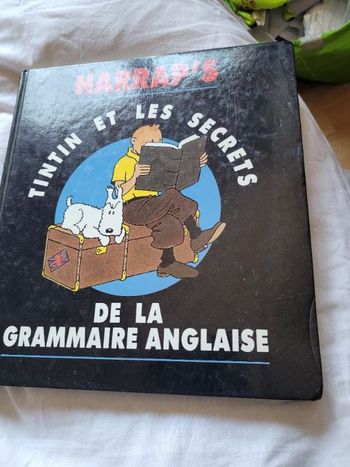 HARRAP'S
TINTIN ET LES SECRETS
DE LA
GRAMMAIRE ANGLAISE